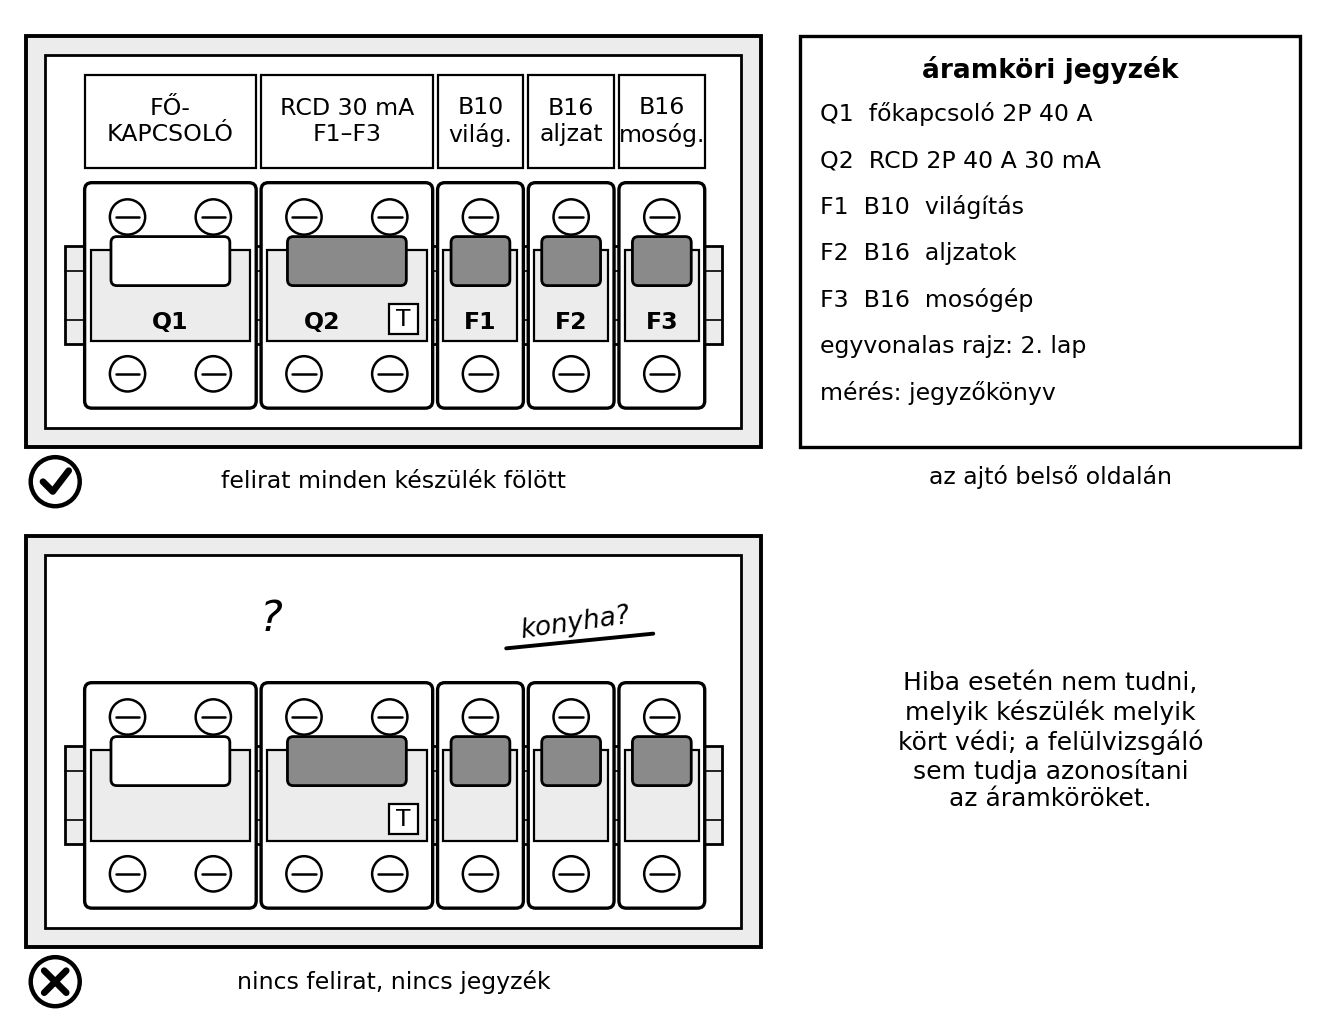 FŐ-
KAPCSOLÓ
RCD 30 mA
F1–F3
B10
világ.
B16
aljzat
B16
mosóg.
Q1
Q2
T
F1
F2
F3
felirat minden készülék fölött
áramköri jegyzék
Q1 főkapcsoló 2P 40 A
Q2 RCD 2P 40 A 30 mA
F1 B10 világítás
F2 B16 aljzatok
F3 B16 mosógép
egyvonalas rajz: 2. lap
mérés: jegyzőkönyv
az ajtó belső oldalán
?
konyha?
T
nincs felirat, nincs jegyzék
Hiba esetén nem tudni,
melyik készülék melyik
kört védi; a felülvizsgáló
sem tudja azonosítani
az áramköröket.